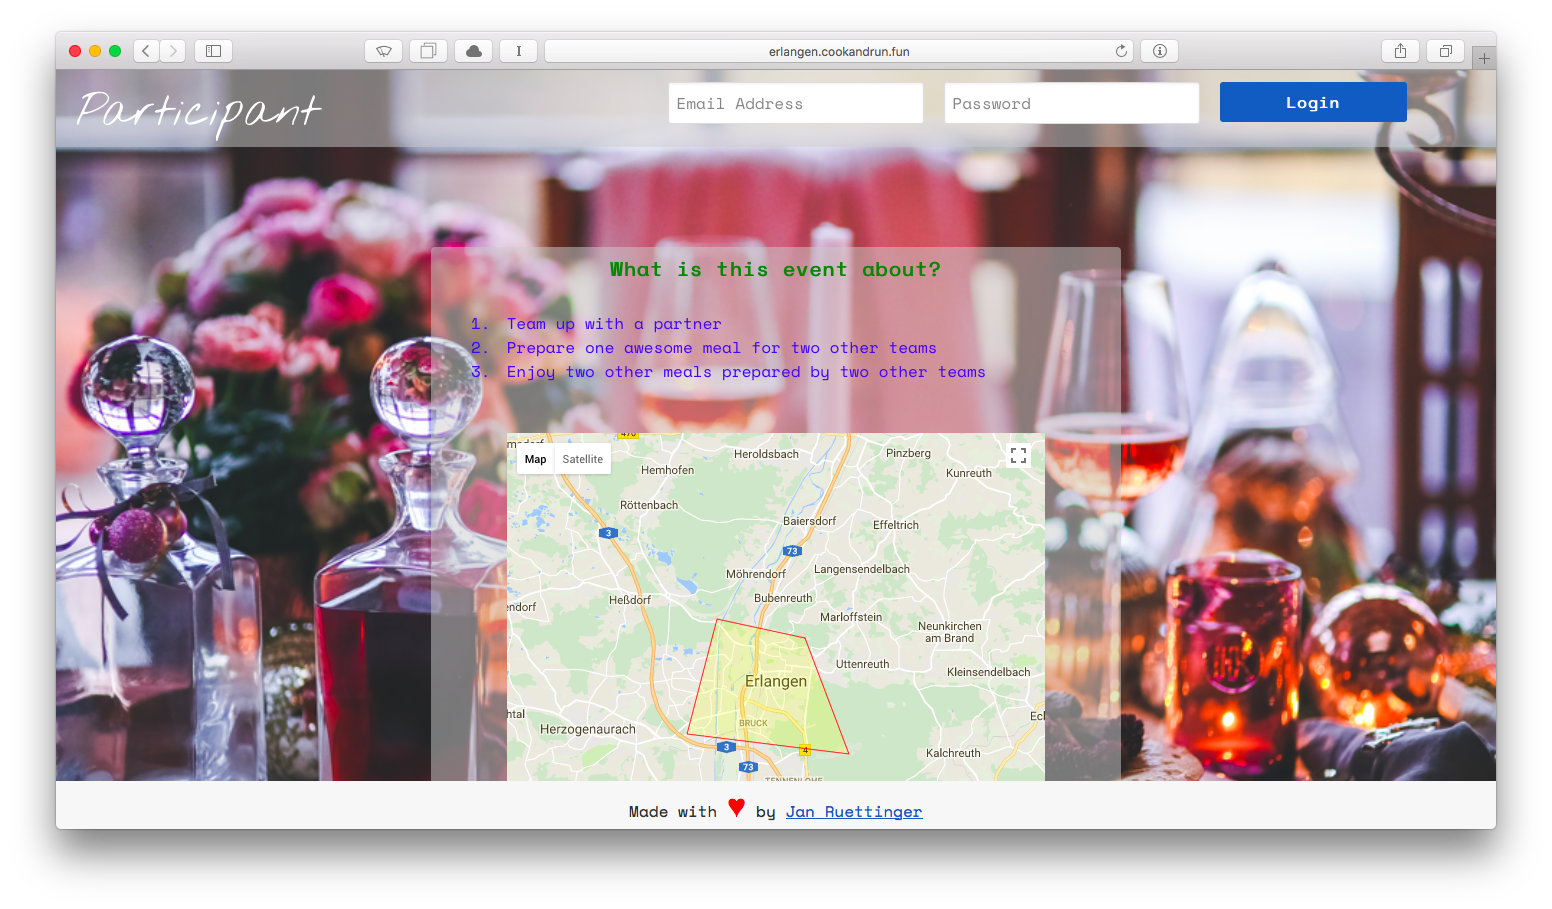 erlangen.cookandrun.fun
Participant
Email Address
Password
Login
What is this event about?
1. Team up with a partner
2. Prepare one awesome meal for two other teams
3. Enjoy two other meals prepared by two other teams
Map
Satellite
Heroldsbach
Pinzberg
Hemhofen
Kunreuth
Röttenbach
Baiersdorf
Effeltrich
3
73
Möhrendorf
Langensendelbach
Heßdorf
Bubenreuth
endorf
Marloffstein
Neunkirchen
am Brand
Uttenreuth
Kleinsendelbach
Erlangen
htal
Herzogenaurach
BRUCK
Ecl
3
4
Kalchreuth
73
TENNENLOHE
Made with ♥ by Jan Ruettinger